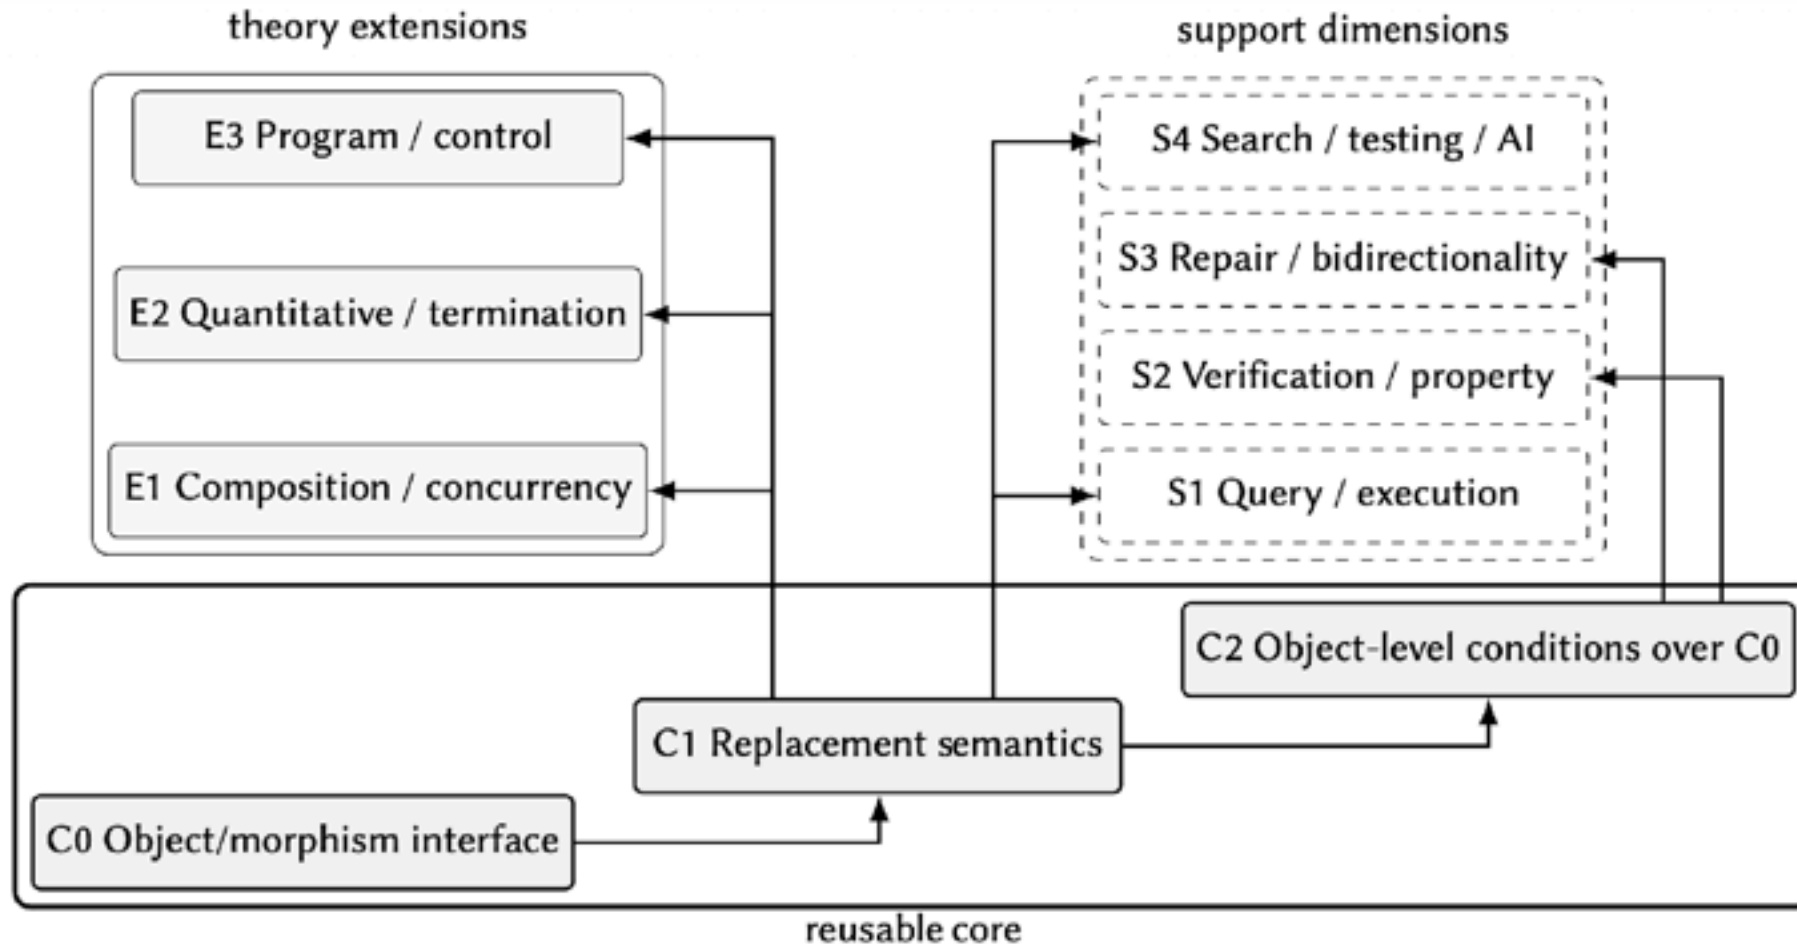 theory extensions
support dimensions
E3 Program / control
S4 Search / testing / AI
S3 Repair / bidirectionality
E2 Quantitative / termination
S2 Verification / property
E1 Composition / concurrency
S1 Query / execution
C2 Object-level conditions over C0
C1 Replacement semantics
C0 Object/morphism interface
reusable core